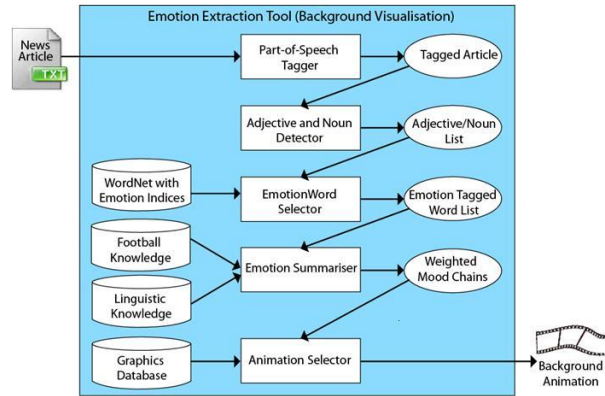 Emotion Extraction Tool (Background Visualisation)
News
Article
TXT
Part-of-Speech
Tagger
Tagged Article
Adjective and Noun
Detector
Adjective/Noun
List
WordNet with
Emotion Indices
EmotionWord
Selector
Emotion Tagged
Word List
Football
Knowledge
Emotion Summariser
Weighted
Mood Chains
Linguistic
Knowledge
Graphics
Database
Animation Selector
Background
Animation